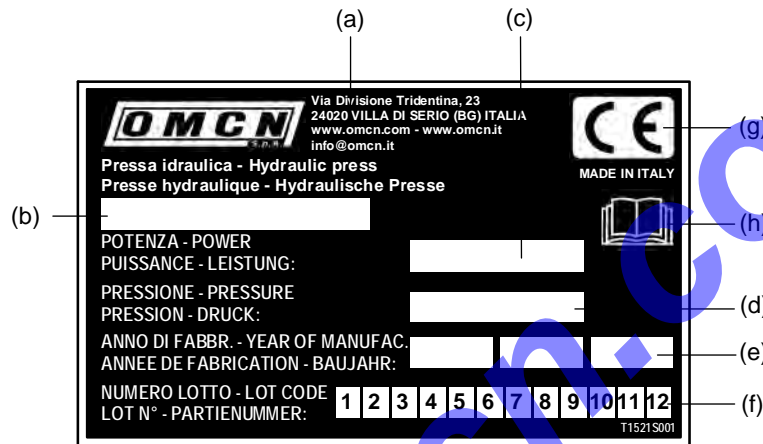 (a)
(c)
OMCN
S.p.A.
Via Divisione Tridentina, 23
24020 VILLA DI SERIO (BG) ITALIA
www.omcn.com - www.omcn.it
info@omcn.it
CE
(g)
MADE IN ITALY
Pressa idraulica - Hydraulic press
Presse hydraulique - Hydraulische Presse
(b)
(h)
POTENZA - POWER
PUISSANCE - LEISTUNG:
PRESSIONE - PRESSURE
PRESSION - DRUCK:
(d)
ANNO DI FABBR. - YEAR OF MANUFAC.
ANNEE DE FABRICATION - BAUJAHR:
(e)
NUMERO LOTTO - LOT CODE
LOT N° - PARTIENUMMER:
1 2 3 4 5 6 7 8 9 10 11 12
(f)
T1521S001